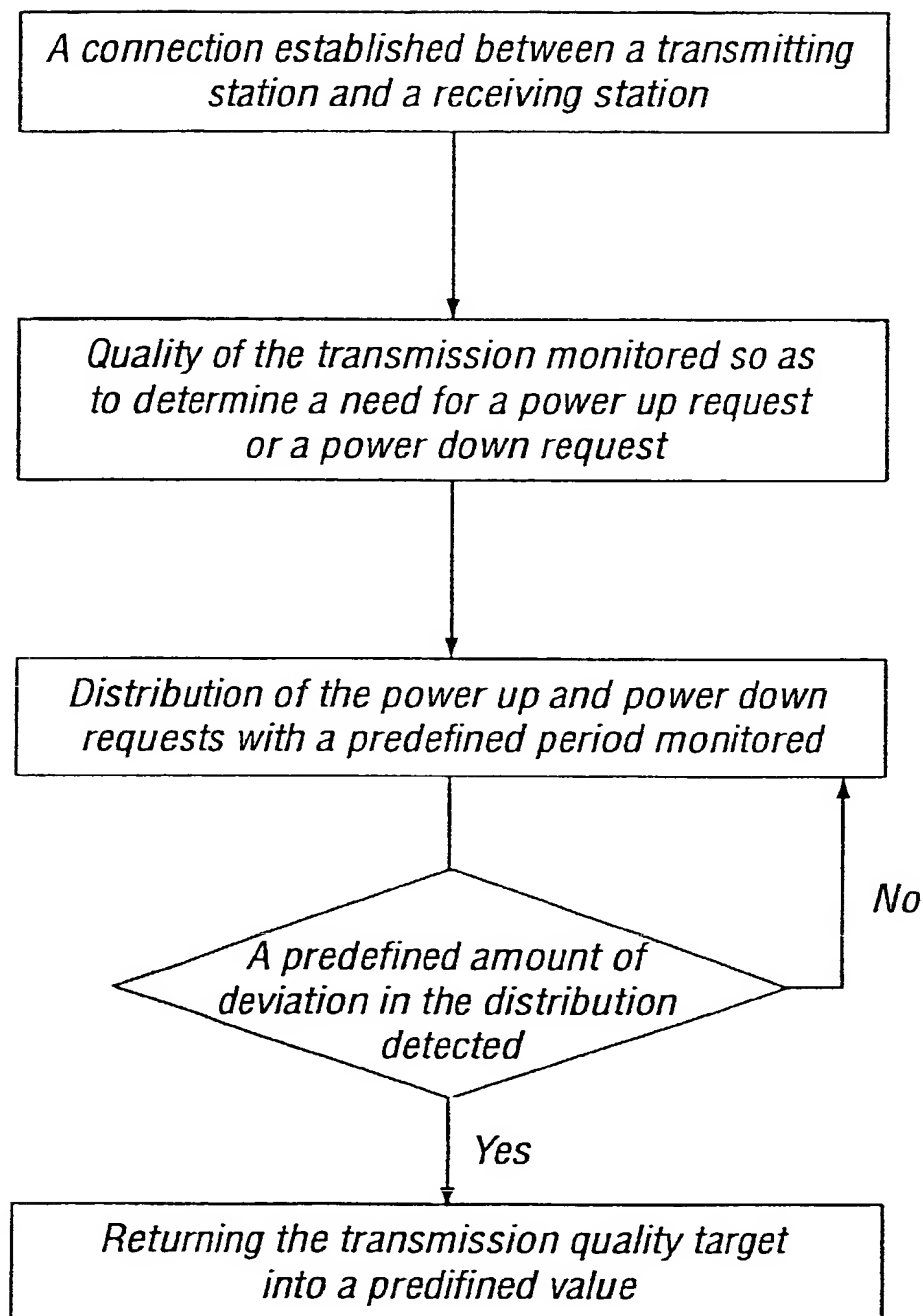 A connection established between a transmitting
station and a receiving station
Quality of the transmission monitored so as
to determine a need for a power up request
or a power down request
Distribution of the power up and power down
requests with a predefined period monitored
No
A predefined amount of
deviation in the distribution
detected
Yes
Returning the transmission quality target
into a predifined value